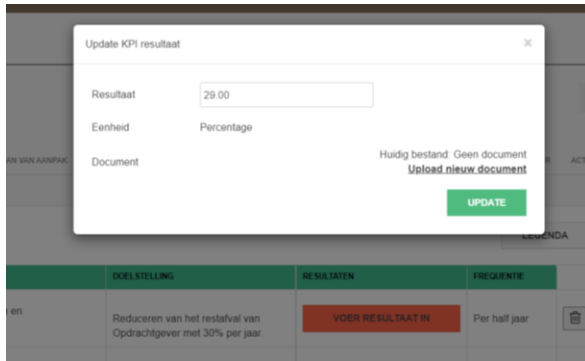 Update KPI resultaat ×
Resultaat 29.00
Eenheid Percentage
AN VAN AANPAK
Document Huidig bestand: Geen document
R ACT
Upload nieuw document
UPDATE
LEGENDA
DOELSTELLING RESULTATEN FREQUENTIE
en
Reduceren van het restafval van
Opdrachtgever met 30% per jaar.
VOER RESULTAAT IN
Per half jaar